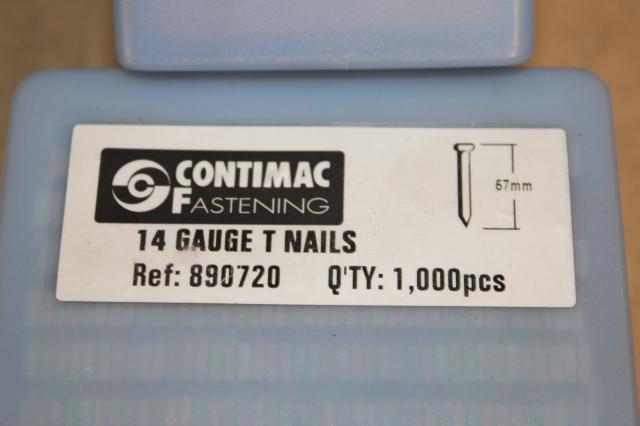 CONTIMAC
FASTENING
57mm
14 GAUGE T NAILS
Ref: 890720 Q'TY: 1,000pcs